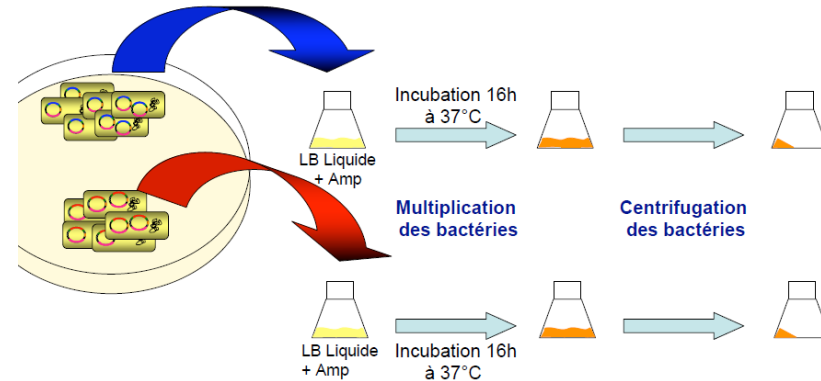 Incubation 16h
à 37°C
LB Liquide
+ Amp
Multiplication
des bactéries
Centrifugation
des bactéries
LB Liquide
+ Amp
Incubation 16h
à 37°C